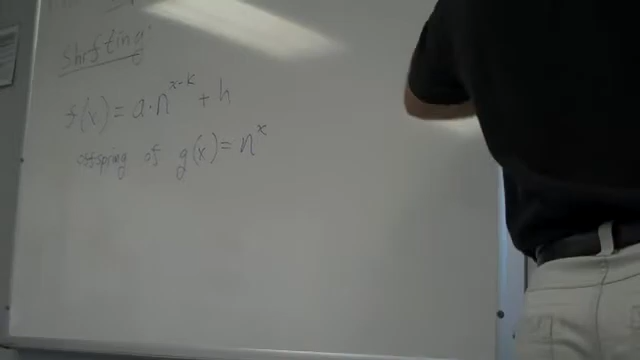 Shifting
f(x) = a·n^(x-k) + h
offspring of g(x) = n^x